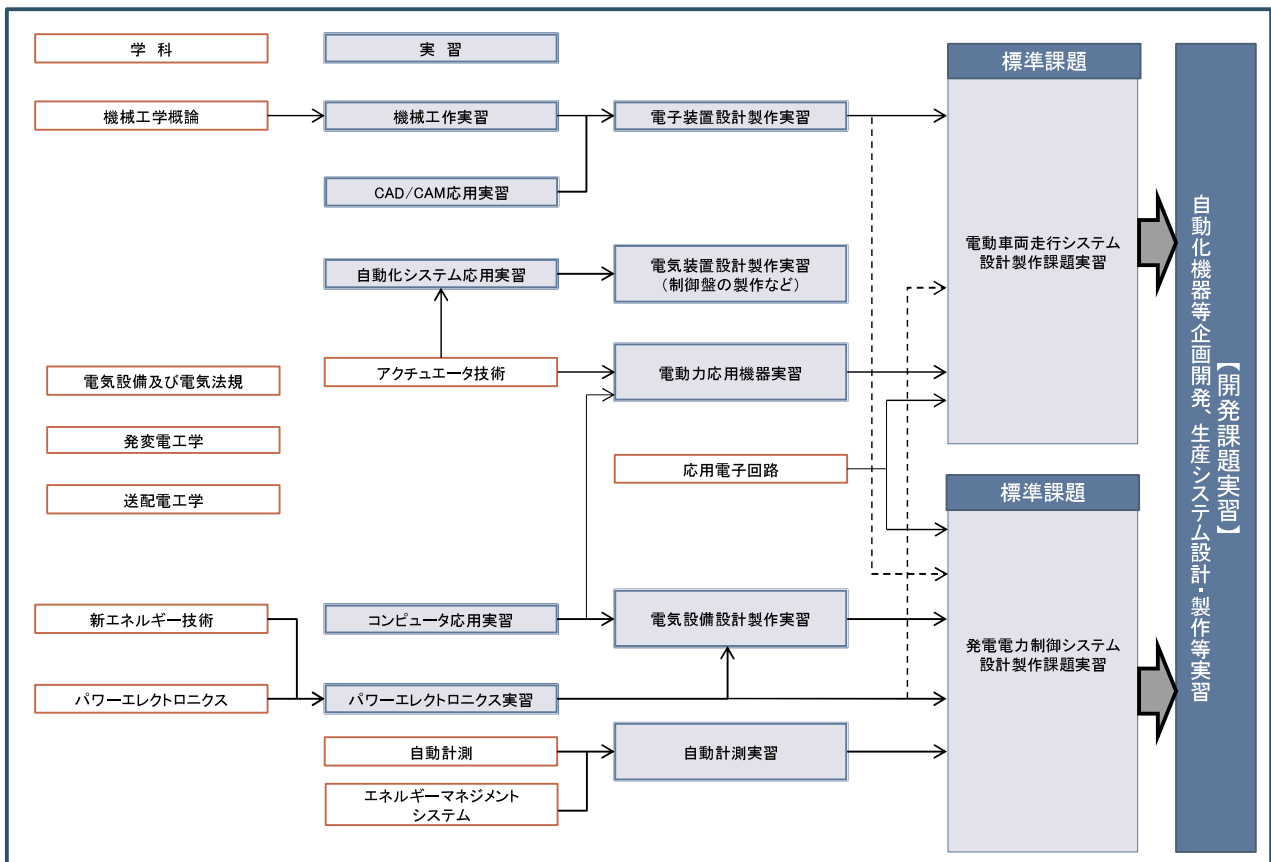 学 科
実 習
標準課題
機械工学概論
機械工作実習
電子装置設計製作実習
CAD/CAM応用実習
電動車両走行システム
設計製作課題実習
自動化システム応用実習
電気装置設計製作実習
(制御盤の製作など)
アクチュエータ技術
電動力応用機器実習
電気設備及び電気法規
発変電工学
応用電子回路
送配電工学
標準課題
新エネルギー技術
コンピュータ応用実習
電気設備設計製作実習
発電電力制御システム
設計製作課題実習
パワーエレクトロニクス
パワーエレクトロニクス実習
自動計測
自動計測実習
エネルギーマネジメント
システム
【開発課題実習】
自動化機器等企画開発、生産システム設計・製作等実習